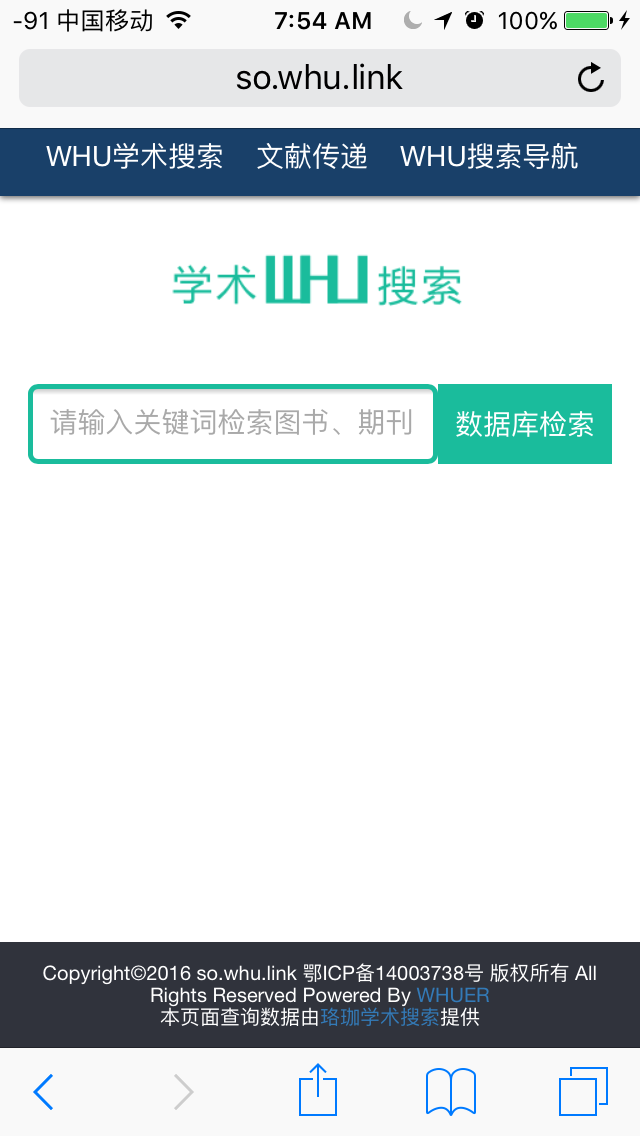 -91 中国移动 7:54 AM 100%
so.whu.link
WHU学术搜索 文献传递 WHU搜索导航
学术WHU搜索
请输入关键词检索图书、期刊 数据库检索
Copyright©2016 so.whu.link 鄂ICP备14003738号 版权所有 All
Rights Reserved Powered By WHUER
本页面查询数据由珞珈学术搜索提供